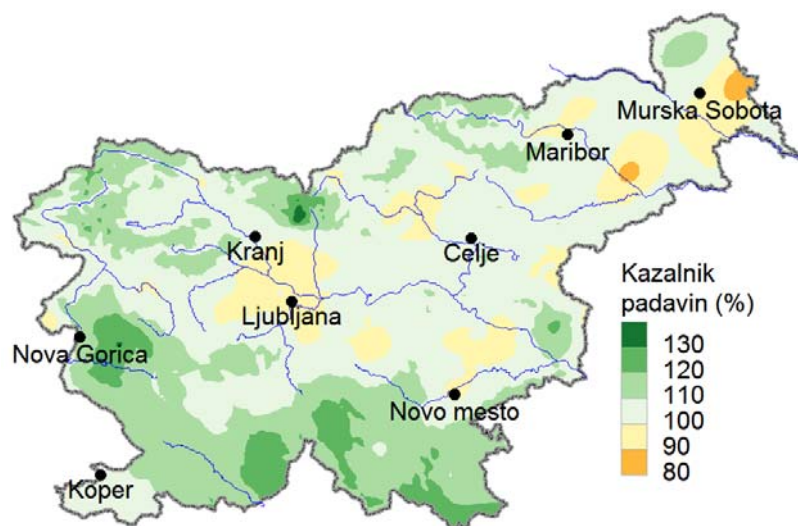 Murska Sobota
Maribor
Kranj
Celje
Ljubljana
Nova Gorica
Novo mesto
Koper
Kazalnik
padavin (%)
130
120
110
100
90
80